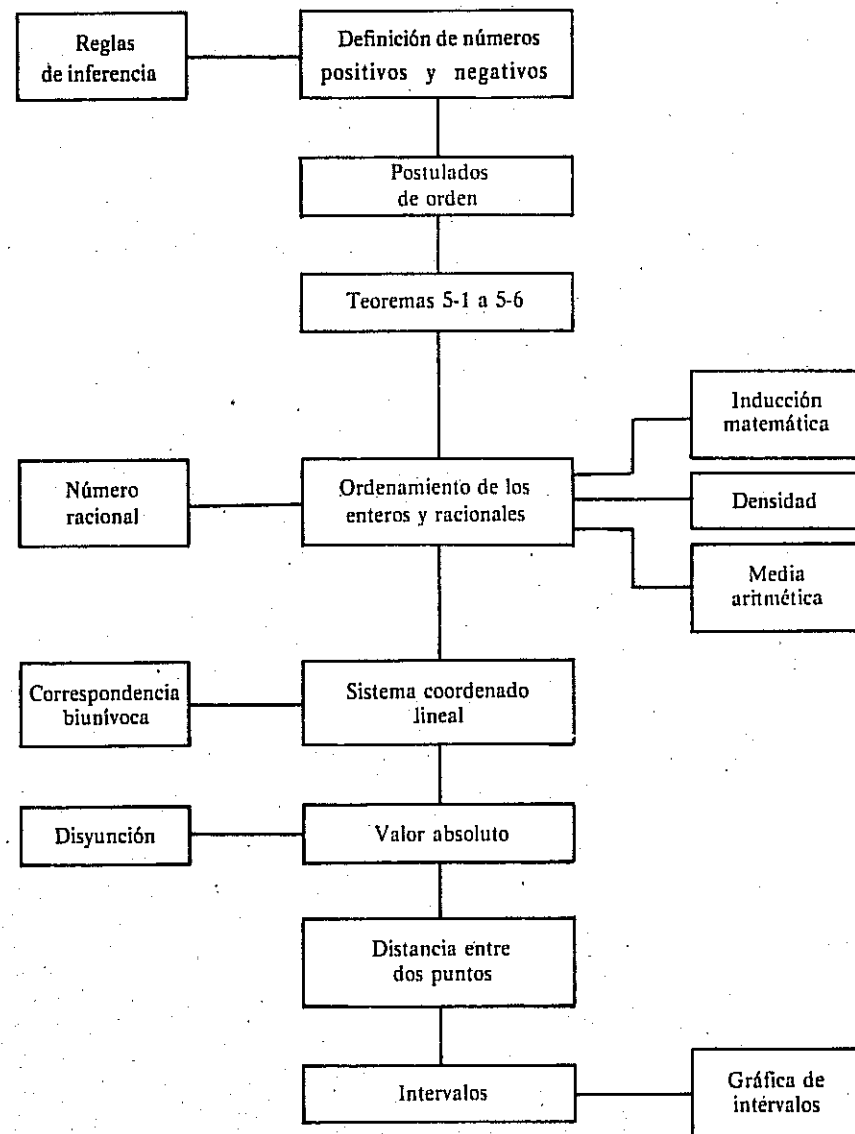 Reglas
de inferencia
Definición de números
positivos y negativos
Postulados
de orden
Teoremas 5-1 a 5-6
Inducción
matemática
Número
racional
Ordenamiento de los
enteros y racionales
Densidad
Media
aritmética
Correspondencia
biunívoca
Sistema coordenado
lineal
Disyunción
Valor absoluto
Distancia entre
dos puntos
Intervalos
Gráfica de
intérvalos